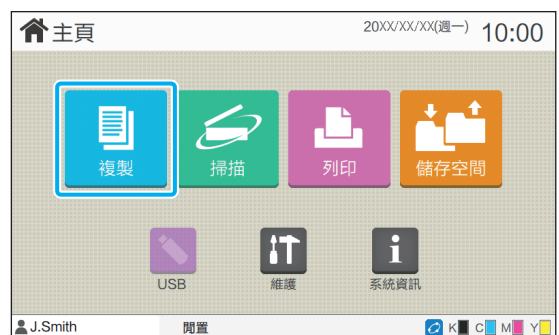 主頁 20XX/XX/XX(週一) 10:00
複製 掃描 列印 儲存空間
USB 維護 系統資訊
J.Smith 閒置 K C M Y